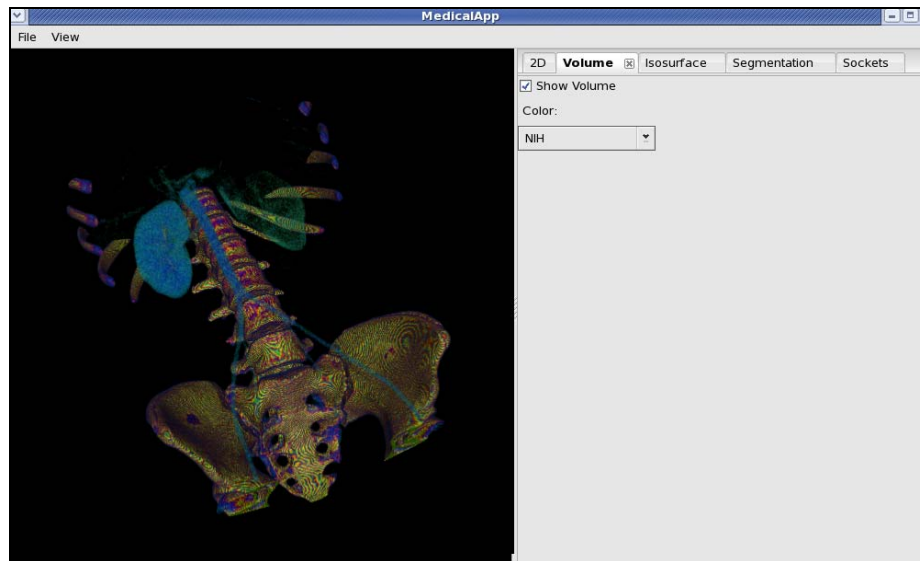 MedicalApp
File View
2D Volume Isosurface Segmentation Sockets
Show Volume
Color:
NIH